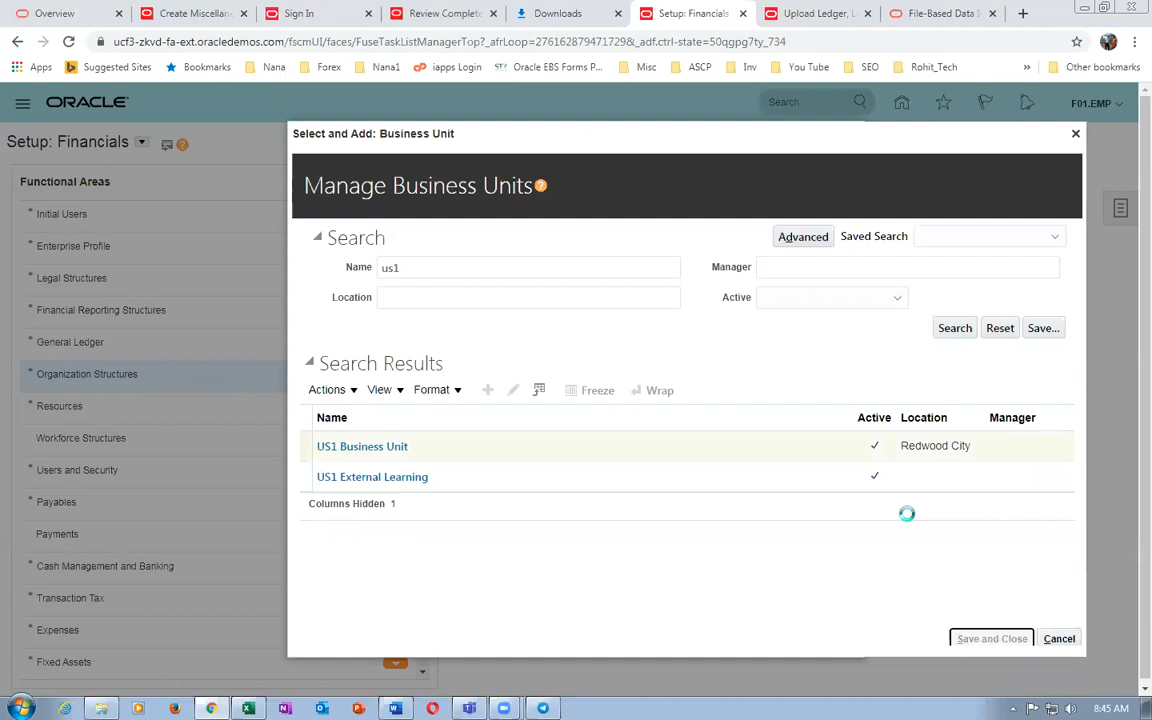 Overview
Create Miscellane
Sign In
Review Complete
Downloads
Setup: Financials
Upload Ledger, L
File-Based Data I
ucf3-zkvd-fa-ext.oracledemos.com/fscmUI/faces/FuseTaskListManagerTop?_afrLoop=2761628794717298&_adf.ctrl-state=50qgpg7ty_734
Apps
Suggested Sites
Bookmarks
Nana
Forex
Nana1
iapps Login
Oracle EBS Forms P...
Misc
ASCP
Inv
You Tube
SEO
Rohit_Tech
»
Other bookmarks
ORACLE
Search
F01.EMP
Setup: Financials
Functional Areas
* Initial Users
* Enterprise Profile
* Legal Structures
* Financial Reporting Structures
* General Ledger
* Organization Structures
* Resources
Workforce Structures
* Users and Security
* Payables
Payments
* Cash Management and Banking
* Transaction Tax
* Expenses
* Fixed Assets
Select and Add: Business Unit
Manage Business Units
Search
Advanced
Saved Search
Name us1
Manager
Location
Active
Search
Reset
Save...
Search Results
Actions
View
Format
Freeze
Wrap
Name
Active
Location
Manager
US1 Business Unit
Redwood City
US1 External Learning
Columns Hidden 1
Save and Close
Cancel
8:45 AM